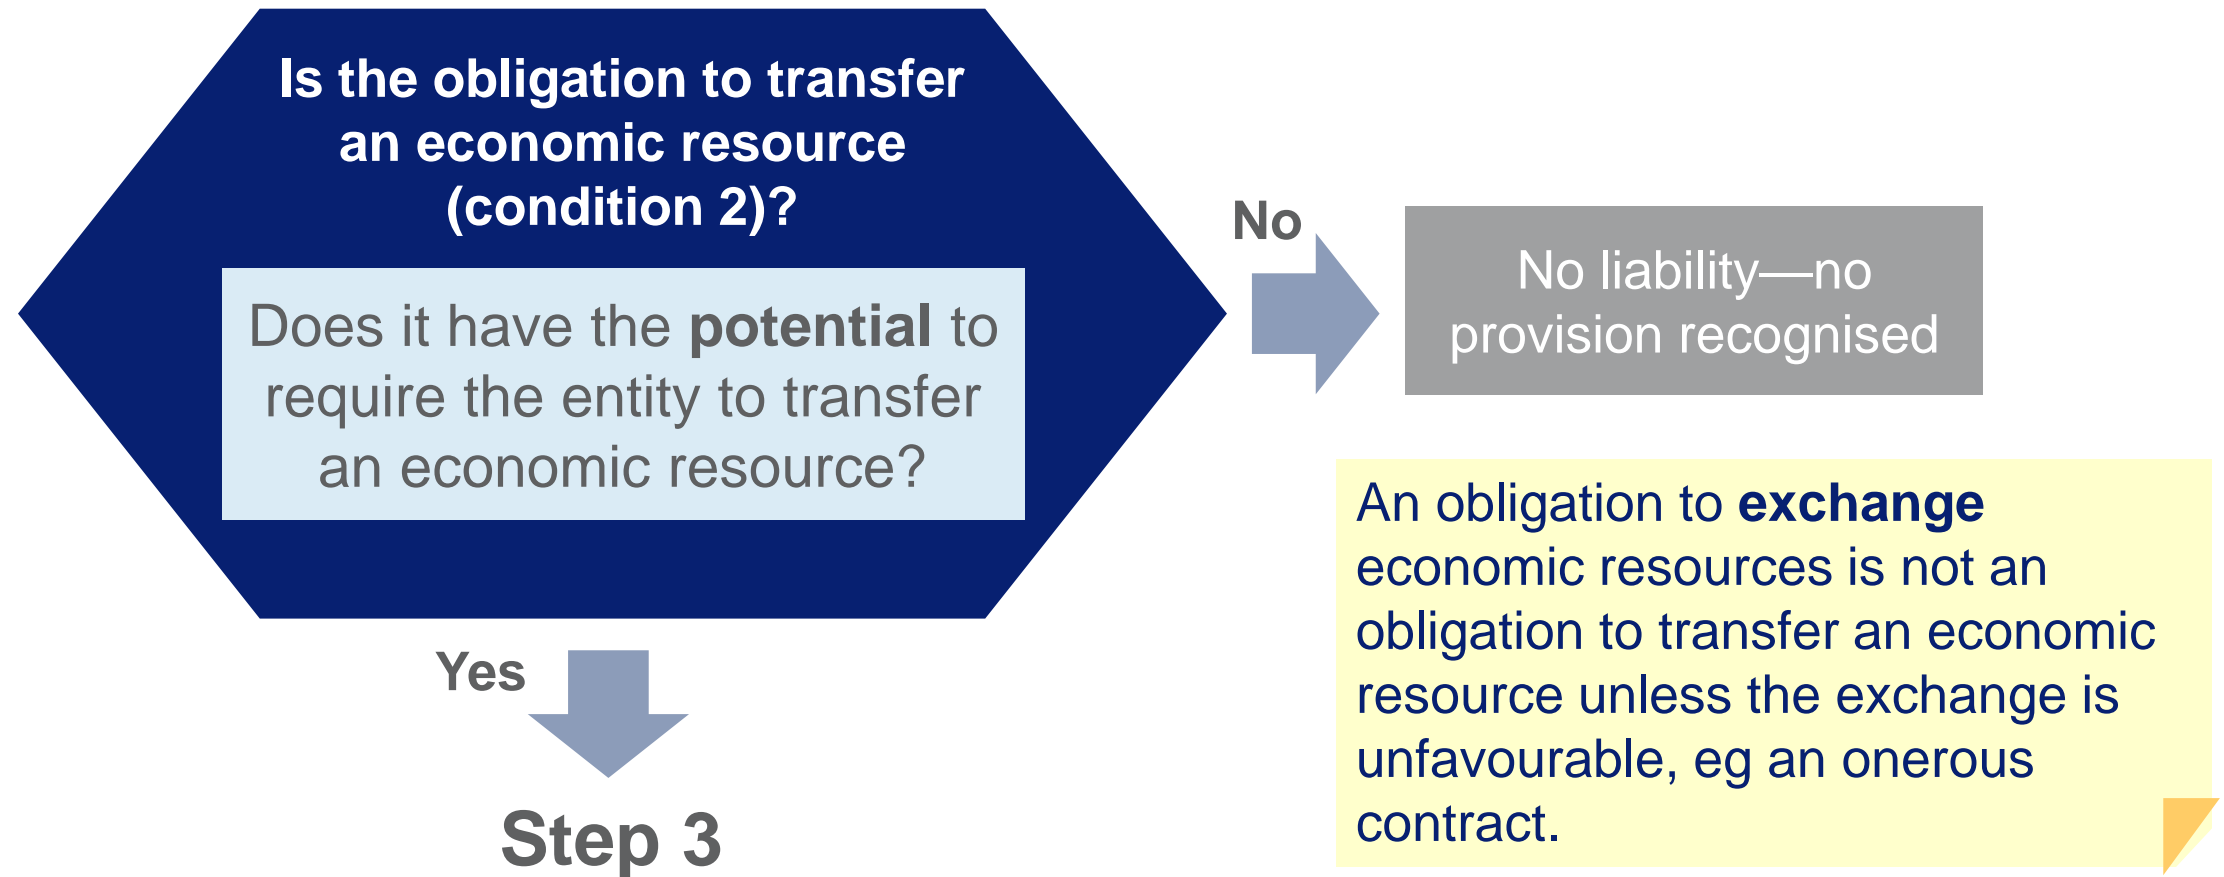 Is the obligation to transfer
an economic resource
(condition 2)?
Does it have the potential to
require the entity to transfer
an economic resource?
No
No liability—no
provision recognised
An obligation to exchange
economic resources is not an
obligation to transfer an economic
resource unless the exchange is
unfavourable, eg an onerous
contract.
Yes
Step 3